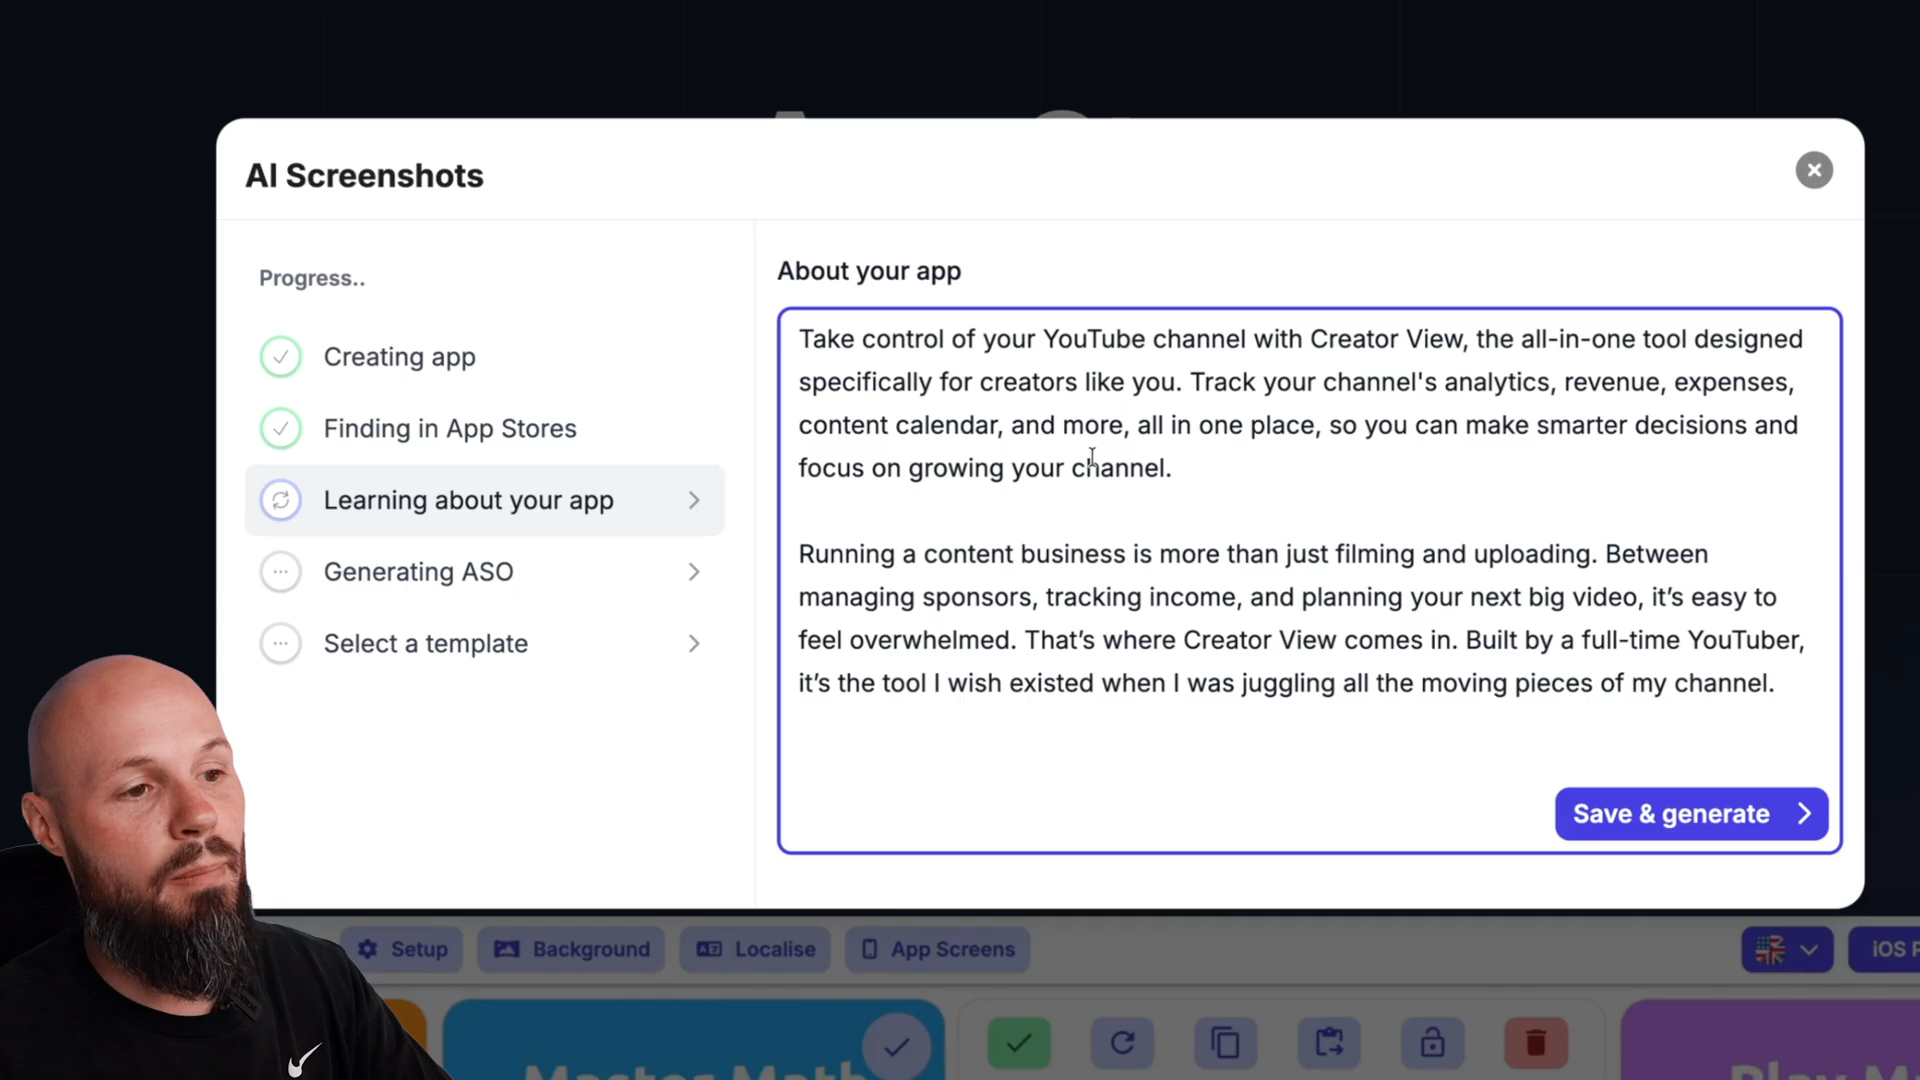 AI Screenshots
Progress..
Creating app
Finding in App Stores
Learning about your app
Generating ASO
Select a template
About your app
Take control of your YouTube channel with Creator View, the all-in-one tool designed
specifically for creators like you. Track your channel's analytics, revenue, expenses,
content calendar, and more, all in one place, so you can make smarter decisions and
focus on growing your channel.
Running a content business is more than just filming and uploading. Between
managing sponsors, tracking income, and planning your next big video, it’s easy to
feel overwhelmed. That’s where Creator View comes in. Built by a full-time YouTuber,
it’s the tool I wish existed when I was juggling all the moving pieces of my channel.
Save & generate
Setup
Background
Localise
App Screens
iOS
Master Math
Play